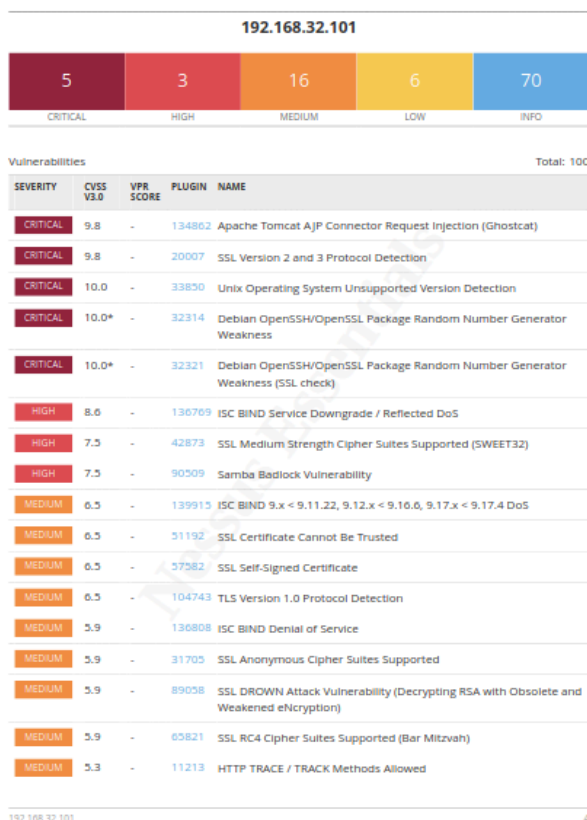 192.168.32.101
5 3 16 6 70
CRITICAL HIGH MEDIUM LOW INFO
Vulnerabilities Total: 100
SEVERITY CVSS VPR PLUGIN NAME
V3.0 SCORE
CRITICAL 9.8 - 134862 Apache Tomcat AJP Connector Request Injection (Ghostcat)
CRITICAL 9.8 - 20007 SSL Version 2 and 3 Protocol Detection
CRITICAL 10.0 - 33850 Unix Operating System Unsupported Version Detection
CRITICAL 10.0* - 32314 Debian OpenSSH/OpenSSL Package Random Number Generator
Weakness
CRITICAL 10.0* - 32321 Debian OpenSSH/OpenSSL Package Random Number Generator
Weakness (SSL check)
HIGH 8.6 - 136769 ISC BIND Service Downgrade / Reflected DoS
HIGH 7.5 - 42873 SSL Medium Strength Cipher Suites Supported (SWEET32)
HIGH 7.5 - 90509 Samba Badlock Vulnerability
MEDIUM 6.5 - 139915 ISC BIND 9.x < 9.11.22, 9.12.x < 9.16.6, 9.17.x < 9.17.4 DoS
MEDIUM 6.5 - 51192 SSL Certificate Cannot Be Trusted
MEDIUM 6.5 - 57582 SSL Self-Signed Certificate
MEDIUM 6.5 - 104743 TLS Version 1.0 Protocol Detection
MEDIUM 5.9 - 136808 ISC BIND Denial of Service
MEDIUM 5.9 - 31705 SSL Anonymous Cipher Suites Supported
MEDIUM 5.9 - 89058 SSL DROWN Attack Vulnerability (Decrypting RSA with Obsolete and
Weakened eNcryption)
MEDIUM 5.9 - 65821 SSL RC4 Cipher Suites Supported (Bar Mitzvah)
MEDIUM 5.3 - 11213 HTTP TRACE / TRACK Methods Allowed
Nessus Essentials
192.168.32.101